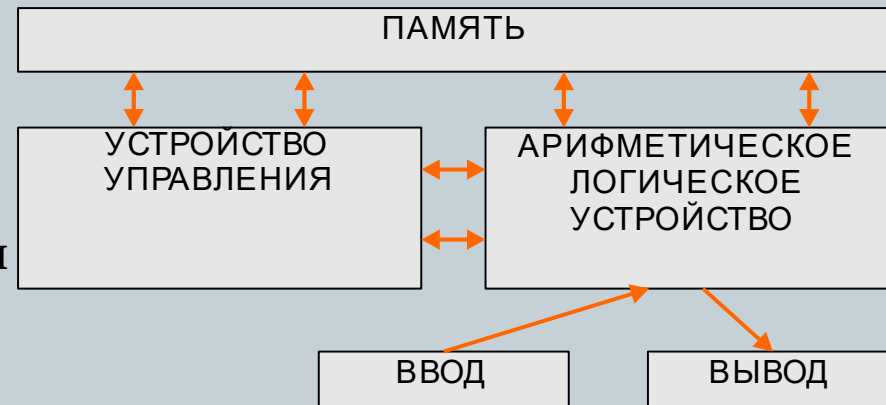 ПАМЯТЬ
УСТРОЙСТВО
УПРАВЛЕНИЯ
АРИФМЕТИЧЕСКОЕ
ЛОГИЧЕСКОЕ
УСТРОЙСТВО
ВВОД
ВЫВОД